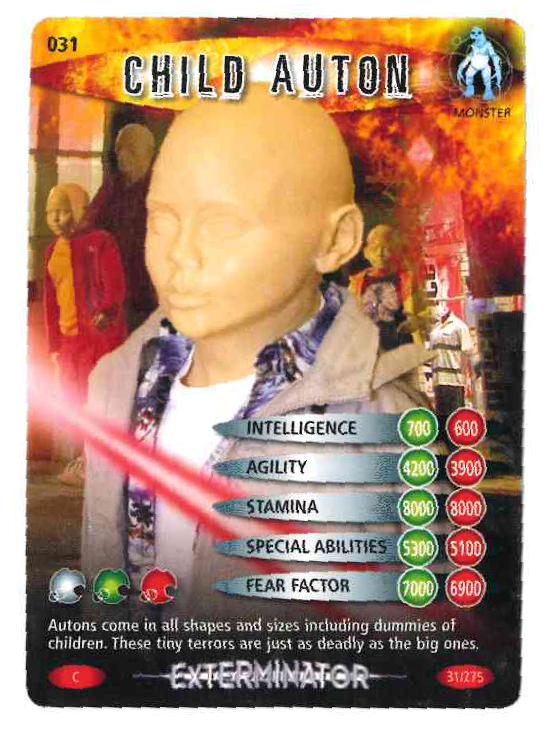 031
CHILD AUTON
MONSTER
INTELLIGENCE 700 600
AGILITY 4200 3900
STAMINA 8000 8000
SPECIAL ABILITIES 5300 5100
FEAR FACTOR 7000 6900
Autons come in all shapes and sizes including dummies of
children. These tiny terrors are just as deadly as the big ones.
C EXTERMINATOR 31/275